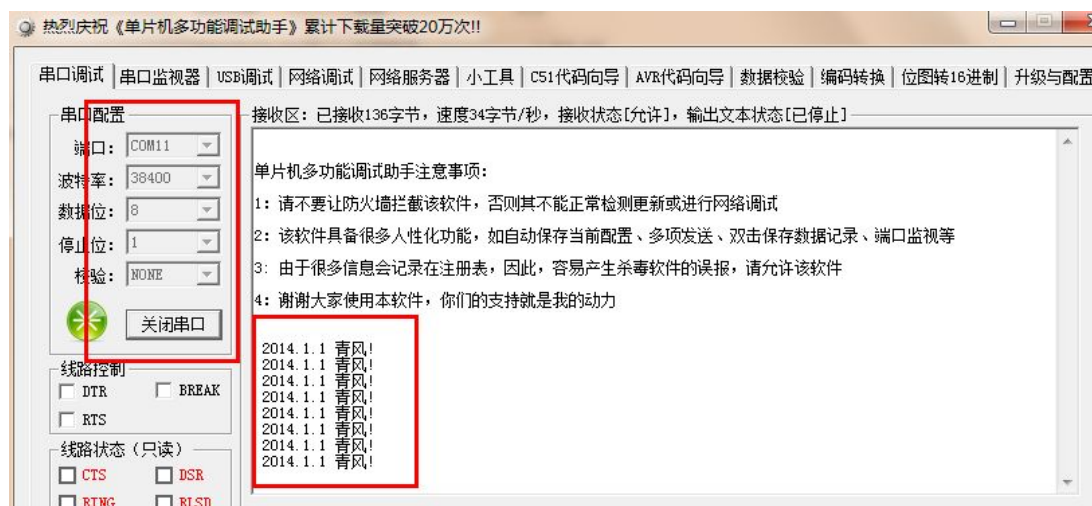 热烈庆祝《单片机多功能调试助手》累计下载量突破20万次!!
串口调试 串口监视器 USB调试 网络调试 网络服务器 小工具 C51代码向导 AVR代码向导 数据校验 编码转换 位图转16进制 升级与配置
串口配置
端口: COM11
波特率: 38400
数据位: 8
停止位: 1
校验: NONE
关闭串口
线路控制
DTR BREAK
RTS
线路状态（只读）
CTS DSR
RING RLSD
接收区：已接收136字节，速度34字节/秒，接收状态[允许]，输出文本状态[已停止]
单片机多功能调试助手注意事项：
1：请不要让防火墙拦截该软件，否则其不能正常检测更新或进行网络调试
2：该软件具备很多人性化功能，如自动保存当前配置、多项发送、双击保存数据记录、端口监视等
3：由于很多信息会记录在注册表，因此，容易产生杀毒软件的误报，请允许该软件
4：谢谢大家使用本软件，你们的支持就是我的动力
2014.1.1 青风!
2014.1.1 青风!
2014.1.1 青风!
2014.1.1 青风!
2014.1.1 青风!
2014.1.1 青风!
2014.1.1 青风!
2014.1.1 青风!